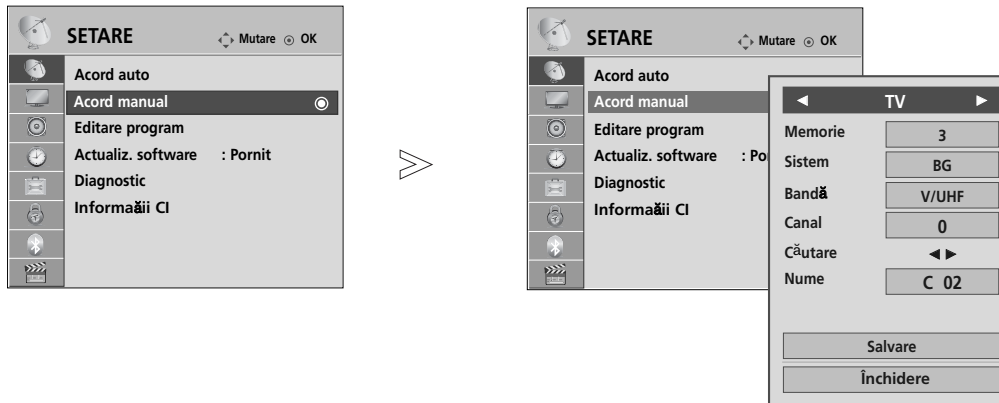 SETARE
Mutare OK
Acord auto
Acord manual
Editare program
Actualiz. software : Pornit
Diagnostic
Informaăii CI
SETARE
Mutare OK
Acord auto
Acord manual
Editare program
Actualiz. software : Po
Diagnostic
Informaăii CI
TV
Memorie 3
Sistem BG
Bandă V/UHF
Canal 0
Căutare
Nume C 02
Salvare
Închidere